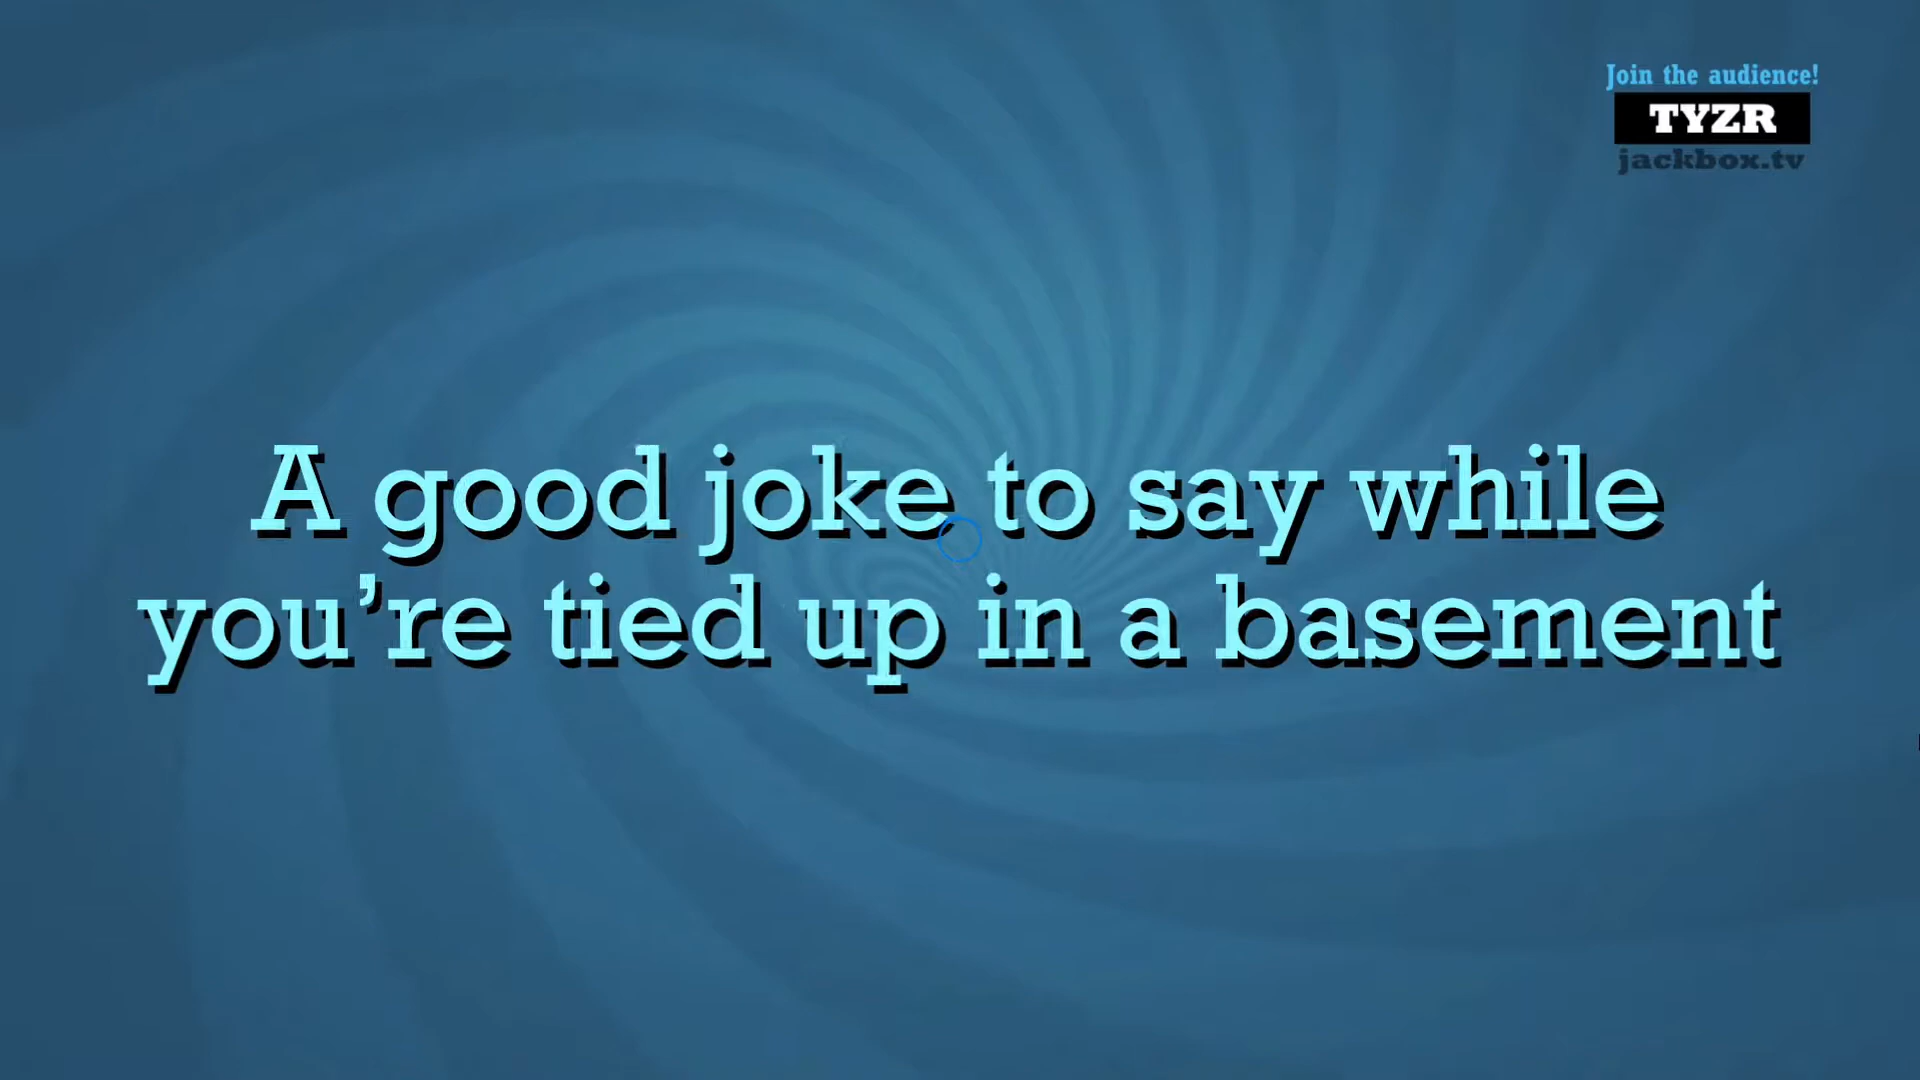 Join the audience!
TYZR
jackbox.tv
A good joke to say while
you’re tied up in a basement